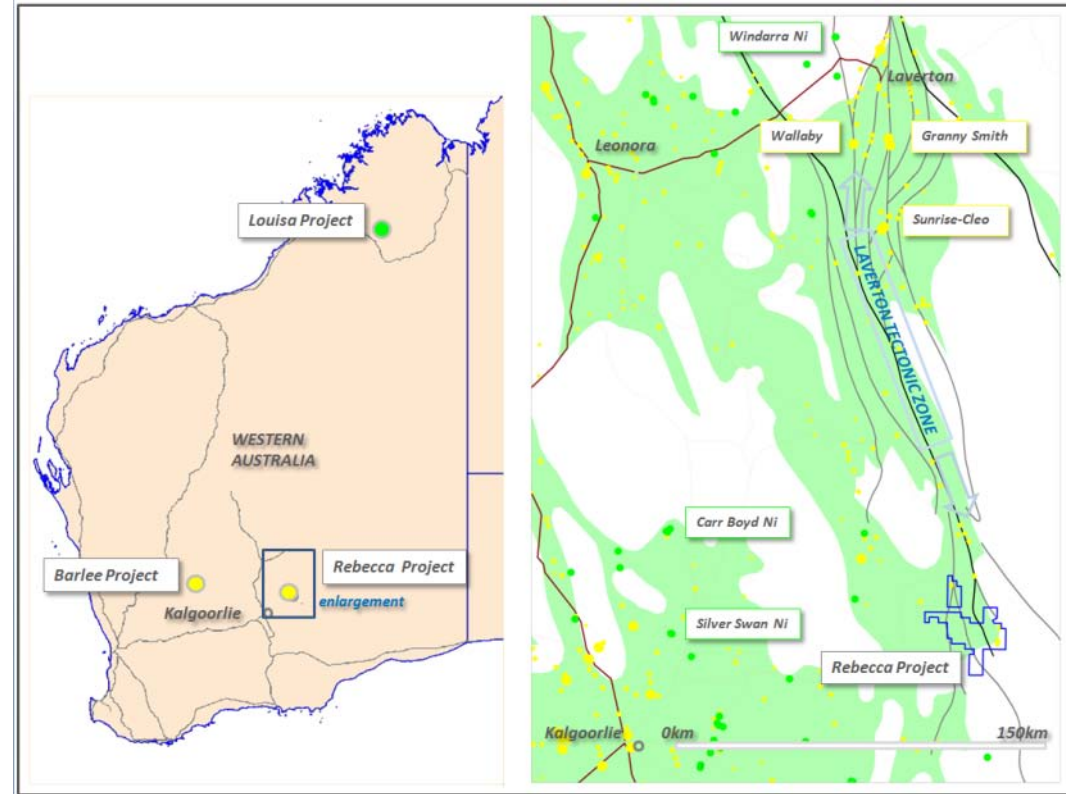 Louisa Project
WESTERN
AUSTRALIA
Barlee Project
Kalgoorlie
Rebecca Project
enlargement
Windarra Ni
Laverton
Leonora
Wallaby
Granny Smith
Sunrise-Cleo
LAVERTON TECTONIC ZONE
Carr Boyd Ni
Silver Swan Ni
Rebecca Project
Kalgoorlie
0km
150km